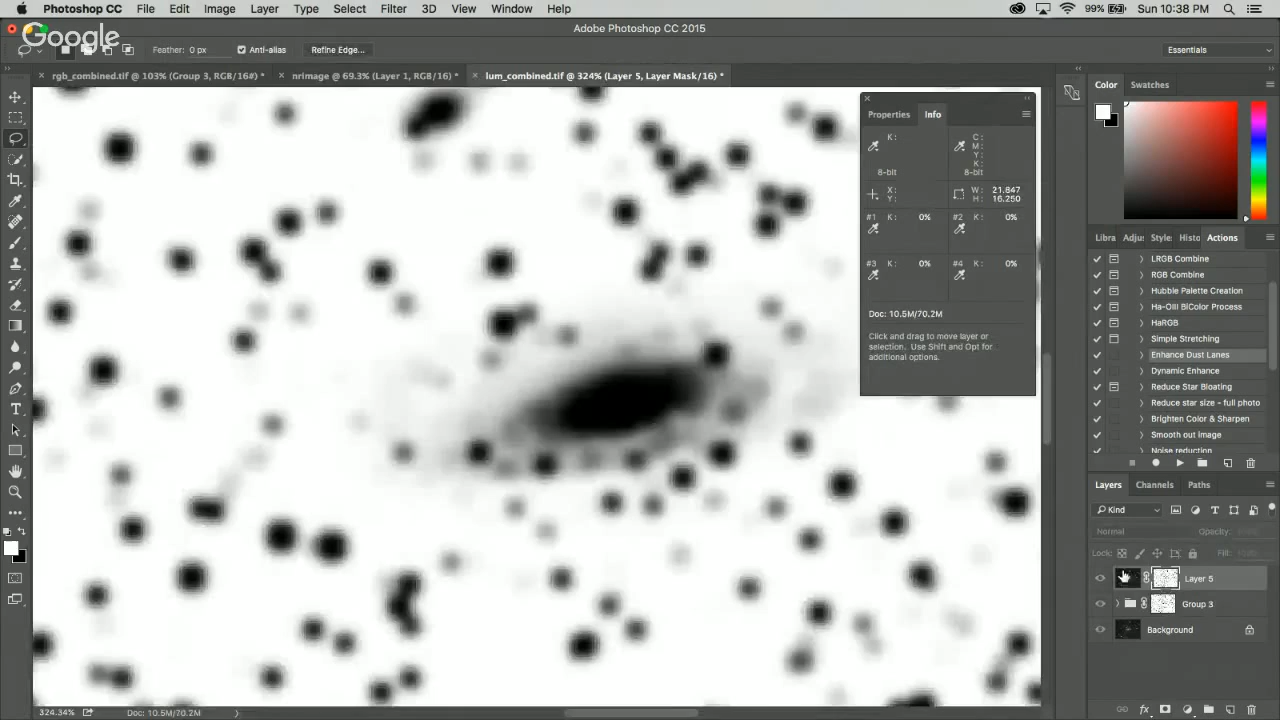 Photoshop CC File Edit Image Layer Type Select Filter 3D View Window Help 99% Sun 10:38 PM
Google
Adobe Photoshop CC 2015
Feather: 0 px Anti-alias Refine Edge... Essentials
rgb_combined.tif @ 103% (Group 3, RGB/16#) *
nrimage @ 69.3% (Layer 1, RGB/16) *
lum_combined.tif @ 324% (Layer 5, Layer Mask/16) *
Color Swatches
Properties Info
K: C:
M:
Y:
K:
8-bit 8-bit
X: W: 21.847
Y: H: 16.250
#1 K: 0% #2 K: 0%
#3 K: 0% #4 K: 0%
Doc: 10.5M/70.2M
Click and drag to move layer or
selection. Use Shift and Opt for
additional options.
Libra Adjus Style Histo Actions
LRGB Combine
RGB Combine
Hubble Palette Creation
Ha-OIII BiColor Process
HaRGB
Simple Stretching
Enhance Dust Lanes
Dynamic Enhance
Reduce Star Bloating
Reduce star size - full photo
Brighten Color & Sharpen
Smooth out image
Noise reduction
Layers Channels Paths
Kind
Normal Opacity:
Lock: Fill:
Layer 5
Group 3
Background
324.34% Doc: 10.5M/70.2M